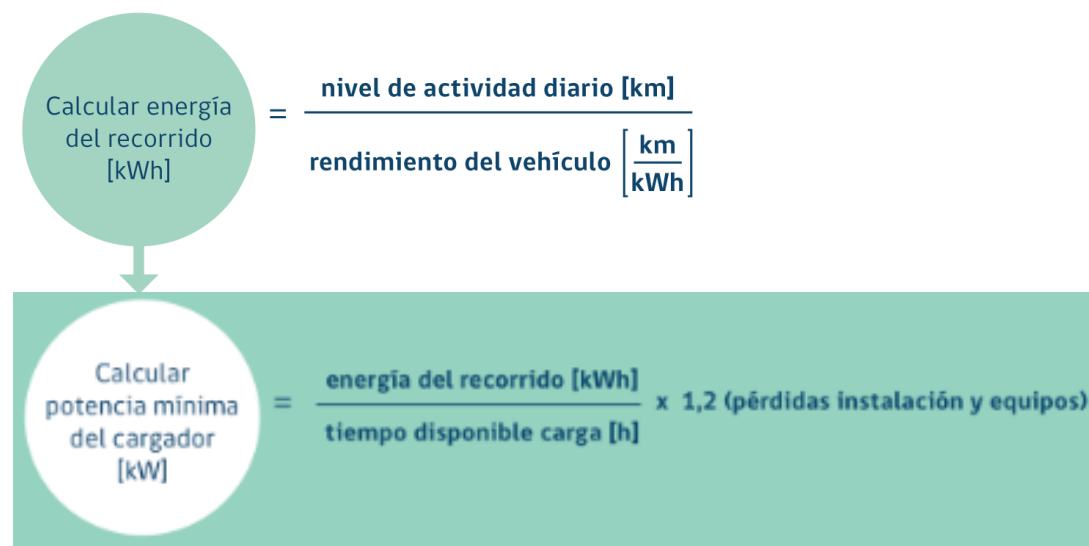 Calcular energía
del recorrido
[kWh]
=
nivel de actividad diario [km]
rendimiento del vehículo [km/kWh]
Calcular
potencia mínima
del cargador
[kW]
=
energía del recorrido [kWh]
tiempo disponible carga [h]
x 1,2 (pérdidas instalación y equipos)